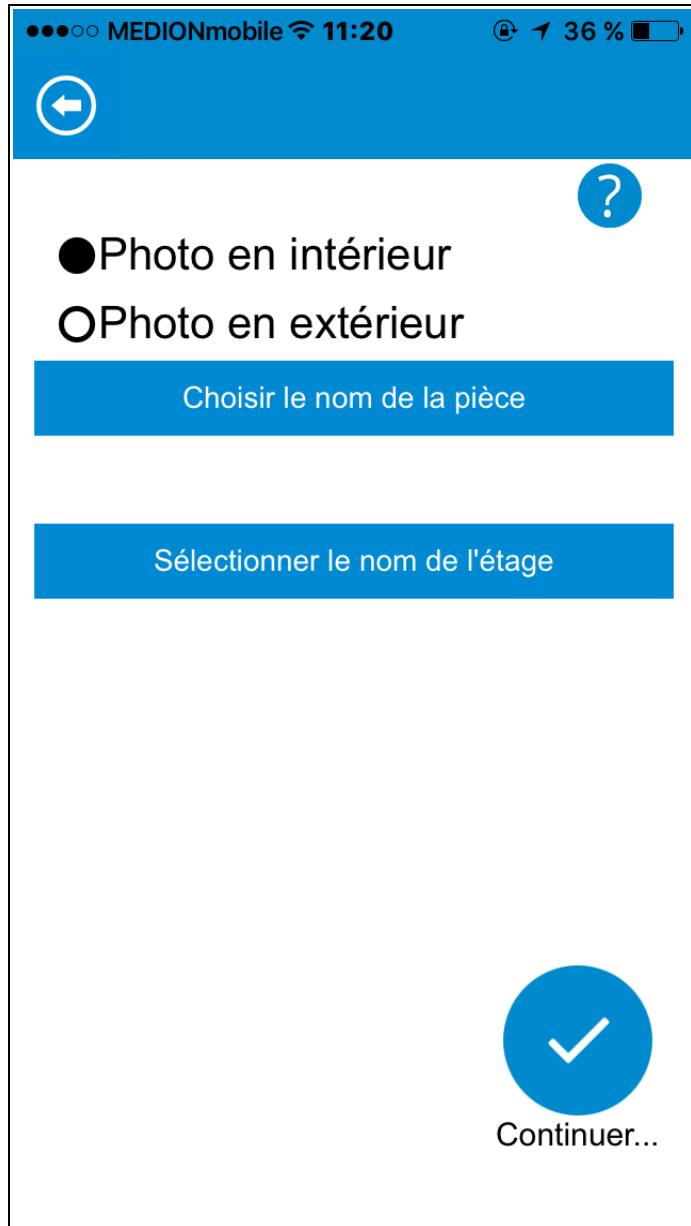 MEDIONmobile 11:20 36 %
?
Photo en intérieur
Photo en extérieur
Choisir le nom de la pièce
Sélectionner le nom de l'étage
Continuer...